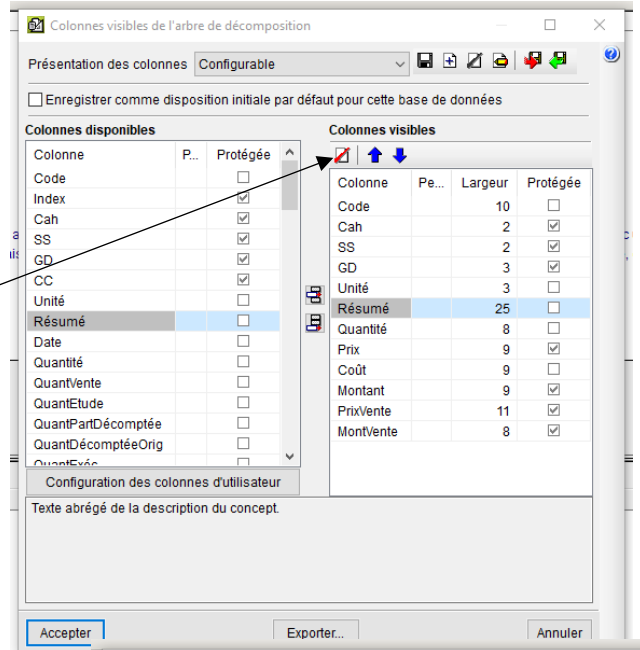 Colonnes visibles de l'arbre de décomposition
Présentation des colonnes Configurable
Enregistrer comme disposition initiale par défaut pour cette base de données
Colonnes disponibles
Colonne P... Protégée
Code
Index
Cah
SS
GD
CC
Unité
Résumé
Date
Quantité
QuantVente
QuantEtude
QuantPartDécomptée
QuantDécomptéeOrig
QuantExéc
Configuration des colonnes d'utilisateur
Colonnes visibles
Colonne Pe... Largeur Protégée
Code 10
Cah 2
SS 2
GD 3
Unité 3
Résumé 25
Quantité 8
Prix 9
Coût 9
Montant 9
PrixVente 11
MontVente 8
Texte abrégé de la description du concept.
Accepter Exporter... Annuler